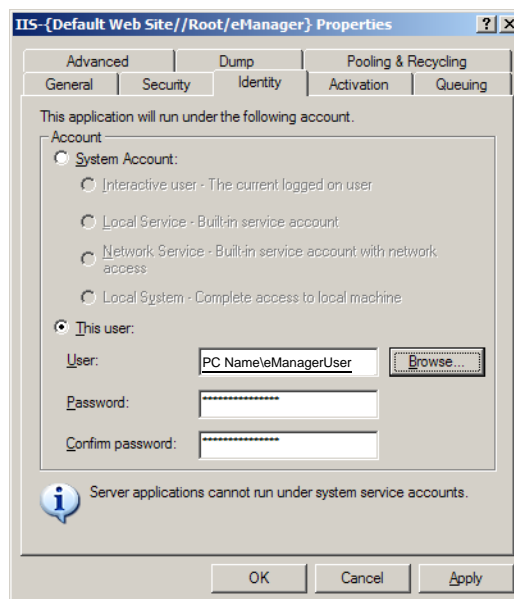 IIS-{Default Web Site//Root/eManager} Properties
Advanced Dump Pooling & Recycling
General Security Identity Activation Queuing
This application will run under the following account.
Account
System Account:
Interactive user - The current logged on user
Local Service - Built-in service account
Network Service - Built-in service account with network
access
Local System - Complete access to local machine
This user:
User: PC Name\eManagerUser Browse...
Password: ***************
Confirm password: ***************
Server applications cannot run under system service accounts.
OK Cancel Apply